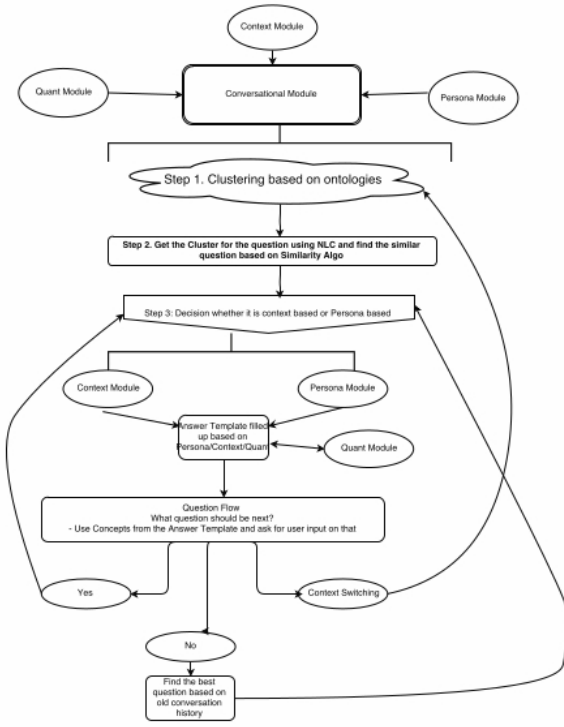 Context Module
Quant Module
Conversational Module
Persona Module
Step 1. Clustering based on ontologies
Step 2. Get the Cluster for the question using NLC and find the similar
question based on Similarity Algo
Step 3: Decision whether it is context based or Persona based
Context Module
Persona Module
Answer Template filled
up based on
Persona/Context/Quant
Quant Module
Question Flow
What question should be next?
- Use Concepts from the Answer Template and ask for user input on that
Yes
Context Switching
No
Find the best
question based on
old conversation
history